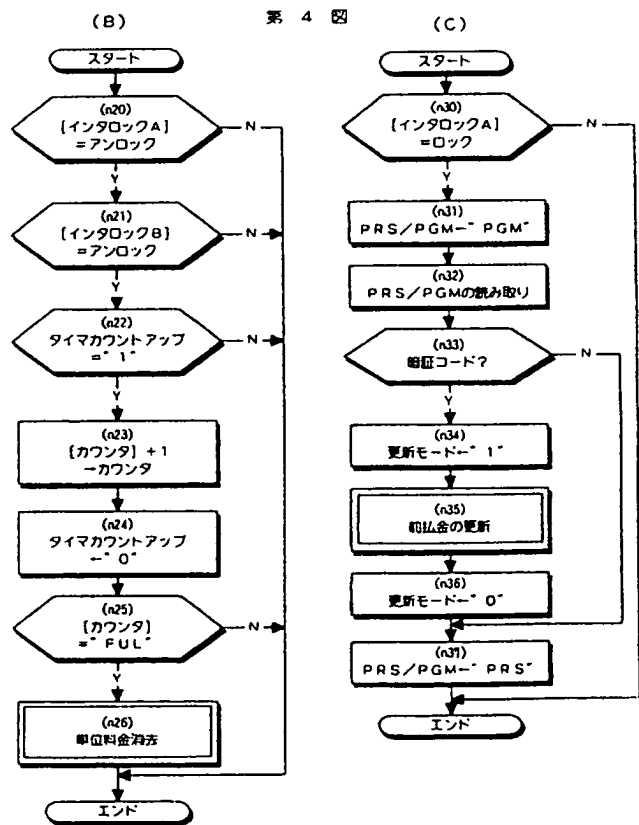 第 4 図
(B)
スタート
(n20)
[インタロックA]
=アンロック
N
Y
(n21)
[インタロックB]
=アンロック
N
Y
(n22)
タイマカウントアップ
="1"
N
Y
(n23)
[カウンタ] +1
→カウンタ
(n24)
タイマカウントアップ
←"0"
(n25)
[カウンタ]
="FUL"
N
Y
(n26)
単位料金消去
エンド
(C)
スタート
(n30)
[インタロックA]
=ロック
N
Y
(n31)
PRS/PGM←"PGM"
(n32)
PRS/PGMの読み取り
(n33)
暗証コード?
N
Y
(n34)
更新モード←"1"
(n35)
前払金の更新
(n36)
更新モード←"0"
(n37)
PRS/PGM←"PRS"
エンド